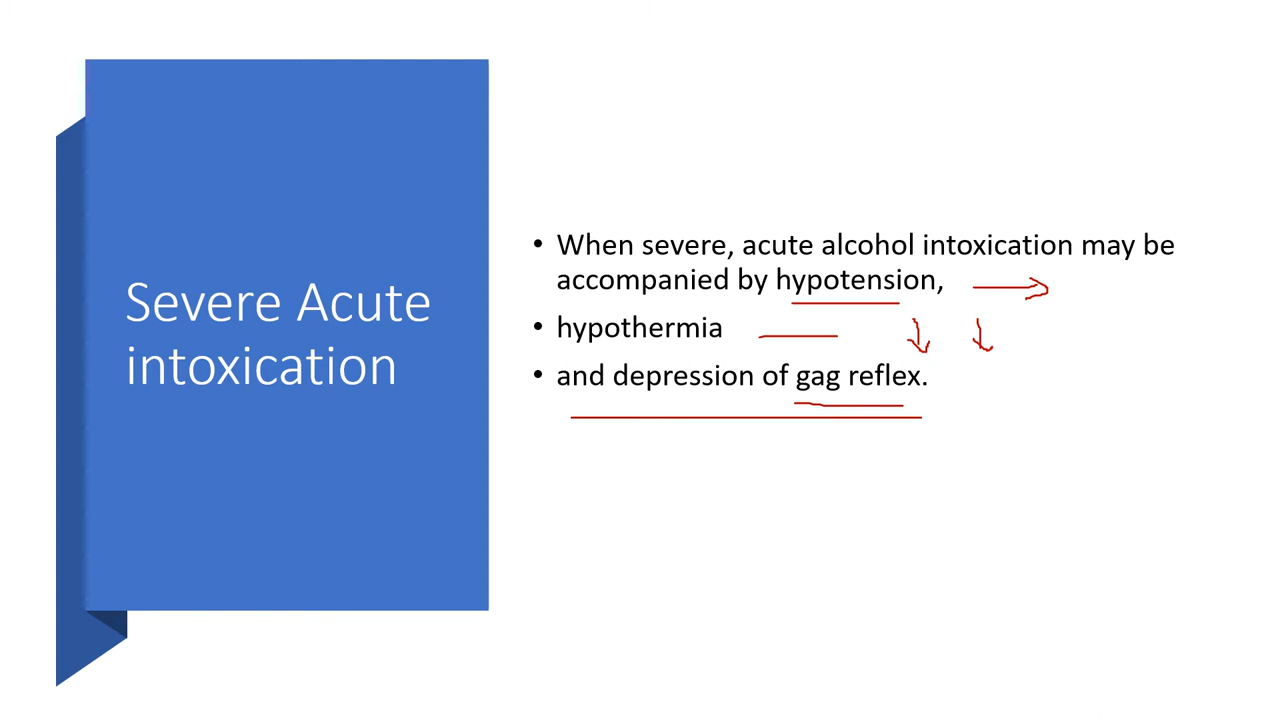 Severe Acute
intoxication
• When severe, acute alcohol intoxication may be
accompanied by hypotension,
• hypothermia
• and depression of gag reflex.